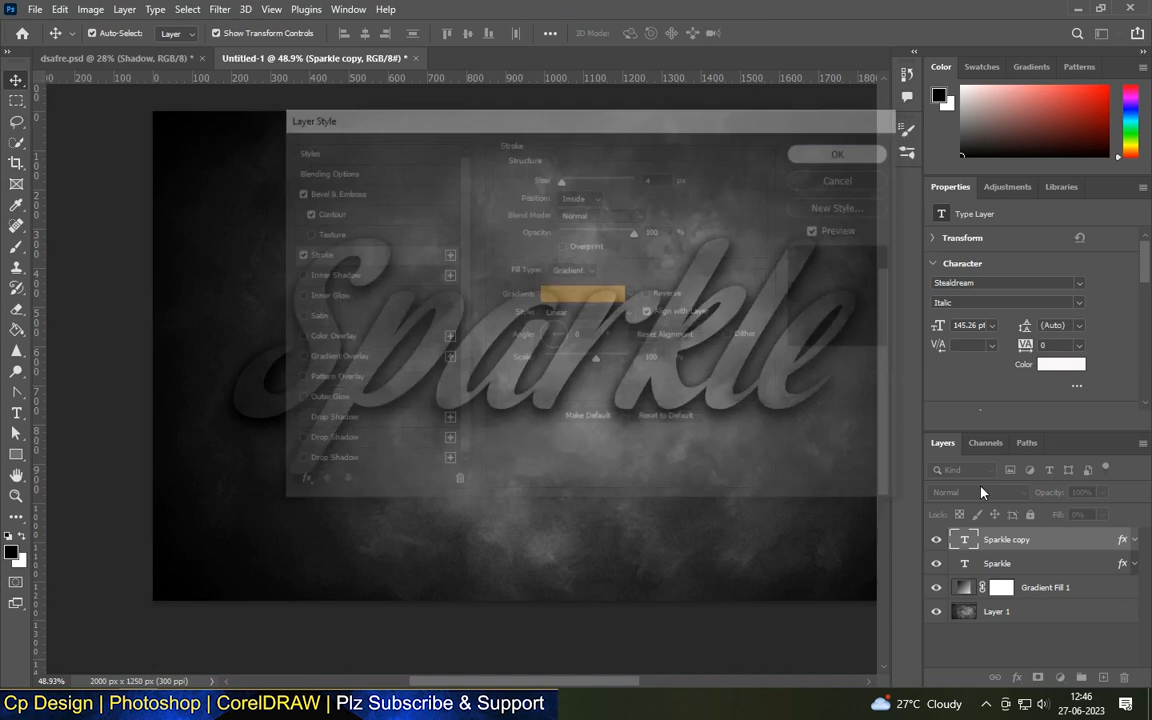 Ps File Edit Image Layer Type Select Filter 3D View Plugins Window Help
Auto-Select: Layer Show Transform Controls 3D Mode:
dsafre.psd @ 28% (Shadow, RGB/8) * × Untitled-1 @ 48.9% (Sparkle copy, RGB/8#) * ×
Color Swatches Gradients Patterns
Layer Style
Styles
Blending Options
Bevel & Emboss
Contour
Texture
Stroke
Inner Shadow
Inner Glow
Satin
Color Overlay
Gradient Overlay
Pattern Overlay
Outer Glow
Drop Shadow
Drop Shadow
Drop Shadow
fx
Stroke
Structure
Size: 4 px
Position: Inside
Blend Mode: Normal
Opacity: 100 %
Overprint
Fill Type: Gradient
Gradient: Reverse
Style: Linear Align with Layer
Angle: 0 ° Reset Alignment Dither
Scale: 100 %
Make Default Reset to Default
OK
Cancel
New Style...
Preview
Sparkle
Properties Adjustments Libraries
T Type Layer
Transform
Character
Stealdream
Italic
145.26 pt (Auto)
0
Color
Layers Channels Paths
Kind
Normal Opacity: 100%
Lock: Fill: 0%
T Sparkle copy fx
T Sparkle fx
Gradient Fill 1
Layer 1
48.93% 2000 px x 1250 px (300 ppi)
Cp Design | Photoshop | CorelDRAW | Plz Subscribe & Support
27°C Cloudy
12:46
27-06-2023